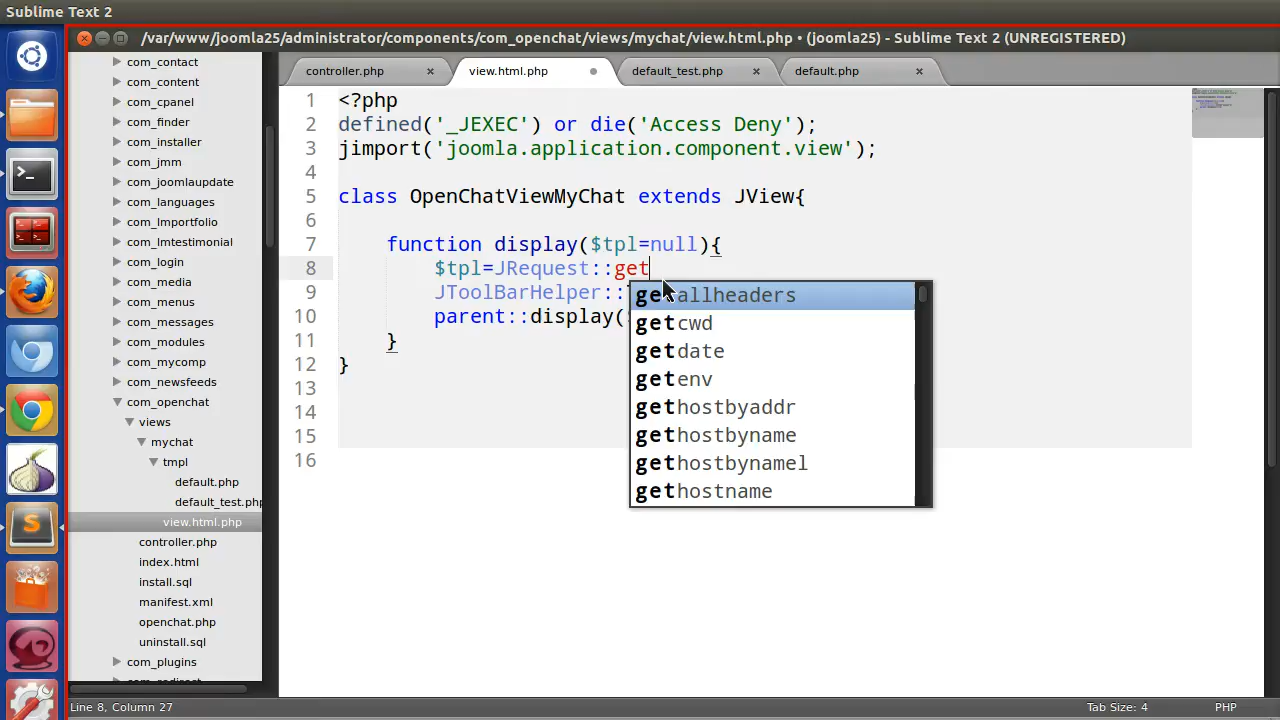 Sublime Text 2
/var/www/joomla25/administrator/components/com_openchat/views/mychat/view.html.php • (joomla25) - Sublime Text 2 (UNREGISTERED)
com_contact
com_content
com_cpanel
com_finder
com_installer
com_jmm
com_joomlaupdate
com_languages
com_lmportfolio
com_lmtestimonial
com_login
com_media
com_menus
com_messages
com_modules
com_mycomp
com_newsfeeds
com_openchat
views
mychat
tmpl
default.php
default_test.php
view.html.php
controller.php
index.html
install.sql
manifest.xml
openchat.php
uninstall.sql
com_plugins
com_redirect
controller.php × view.html.php default_test.php × default.php ×
1 <?php
2 defined('_JEXEC') or die('Access Deny');
3 jimport('joomla.application.component.view');
4
5 class OpenChatViewMyChat extends JView{
6
7 function display($tpl=null){
8 $tpl=JRequest::get
9 JToolBarHelper::
10 parent::display(
11 }
12 }
13
14
15
16
getallheaders
getcwd
getdate
getenv
gethostbyaddr
gethostbyname
gethostbynamel
gethostname
Line 8, Column 27 Tab Size: 4 PHP